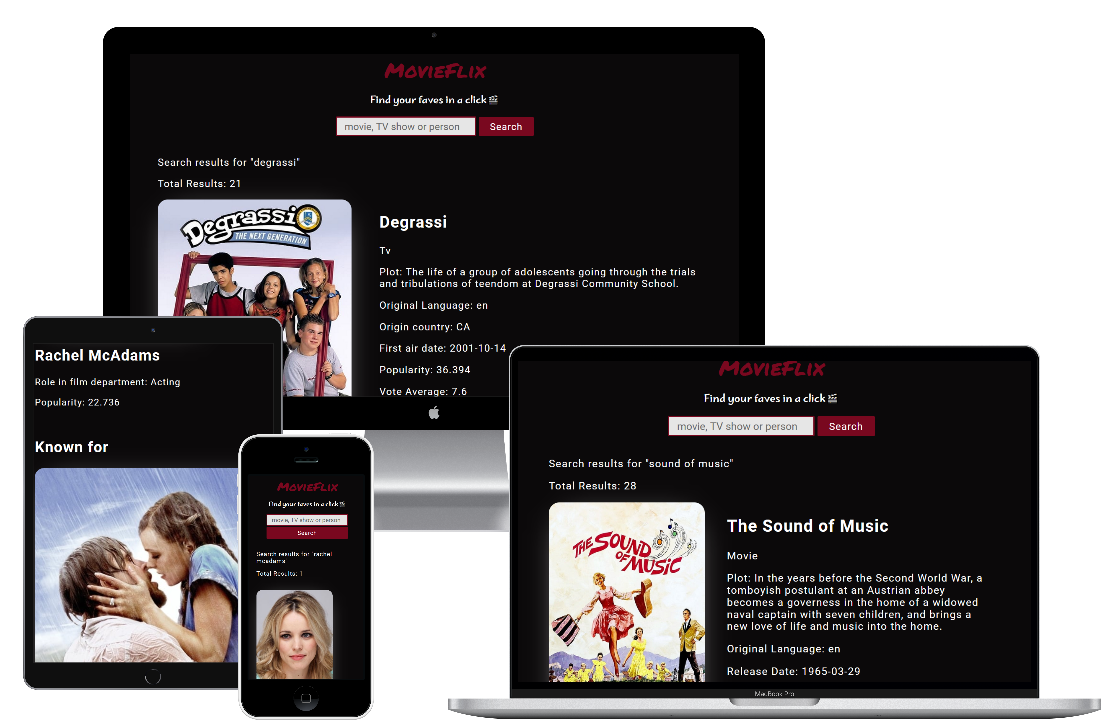 MovieFlix
Find your faves in a click
movie, TV show or person
Search
Search results for "degrassi"
Total Results: 21
Degrassi
THE NEXT GENERATION
Degrassi
Tv
Plot: The life of a group of adolescents going through the trials
and tribulations of teendom at Degrassi Community School.
Original Language: en
Origin country: CA
First air date: 2001-10-14
Popularity: 36.394
Vote Average: 7.6
Rachel McAdams
Role in film department: Acting
Popularity: 22.736
Known for
MovieFlix
Find your faves in a click
movie, TV show or person
Search
Search results for "rachel
mcadams
Total Results: 1
MovieFlix
Find your faves in a click
movie, TV show or person
Search
Search results for "sound of music"
Total Results: 28
THE SOUND
OF
MUSIC
The Sound of Music
Movie
Plot: In the years before the Second World War, a
tomboyish postulant at an Austrian abbey
becomes a governess in the home of a widowed
naval captain with seven children, and brings a
new love of life and music into the home.
Original Language: en
Release Date: 1965-03-29
MacBook Pro